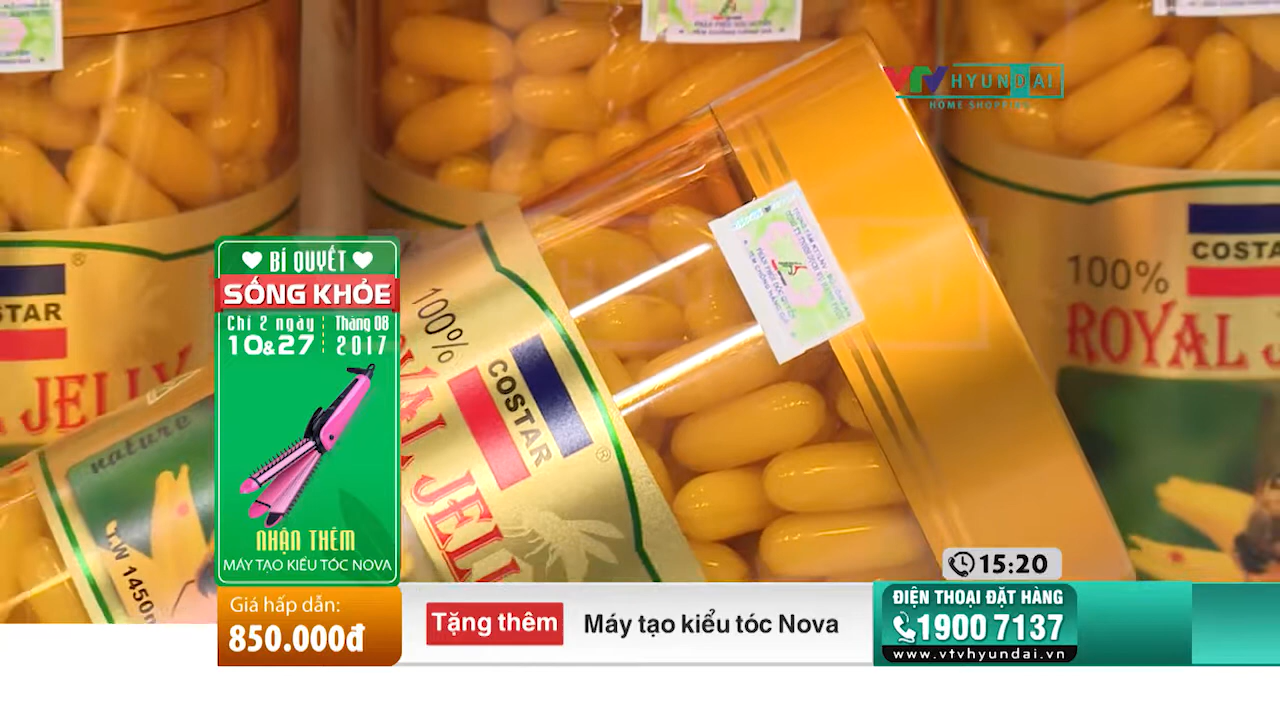 VTV HYUNDAI
HOME SHOPPING
COSTAR
100%
ROYAL J
STAR
®
JELLY
nature
T.W 1450m
100%
COSTAR
®
ROYAL JELLY
BÍ QUYẾT
SỐNG KHỎE
Chỉ 2 ngày
10&27
Tháng 08
2017
NHẬN THÊM
MÁY TẠO KIỂU TÓC NOVA
Giá hấp dẫn:
850.000đ
Tặng thêm
Máy tạo kiểu tóc Nova
15:20
ĐIỆN THOẠI ĐẶT HÀNG
1900 7137
www.vtvhyundai.vn